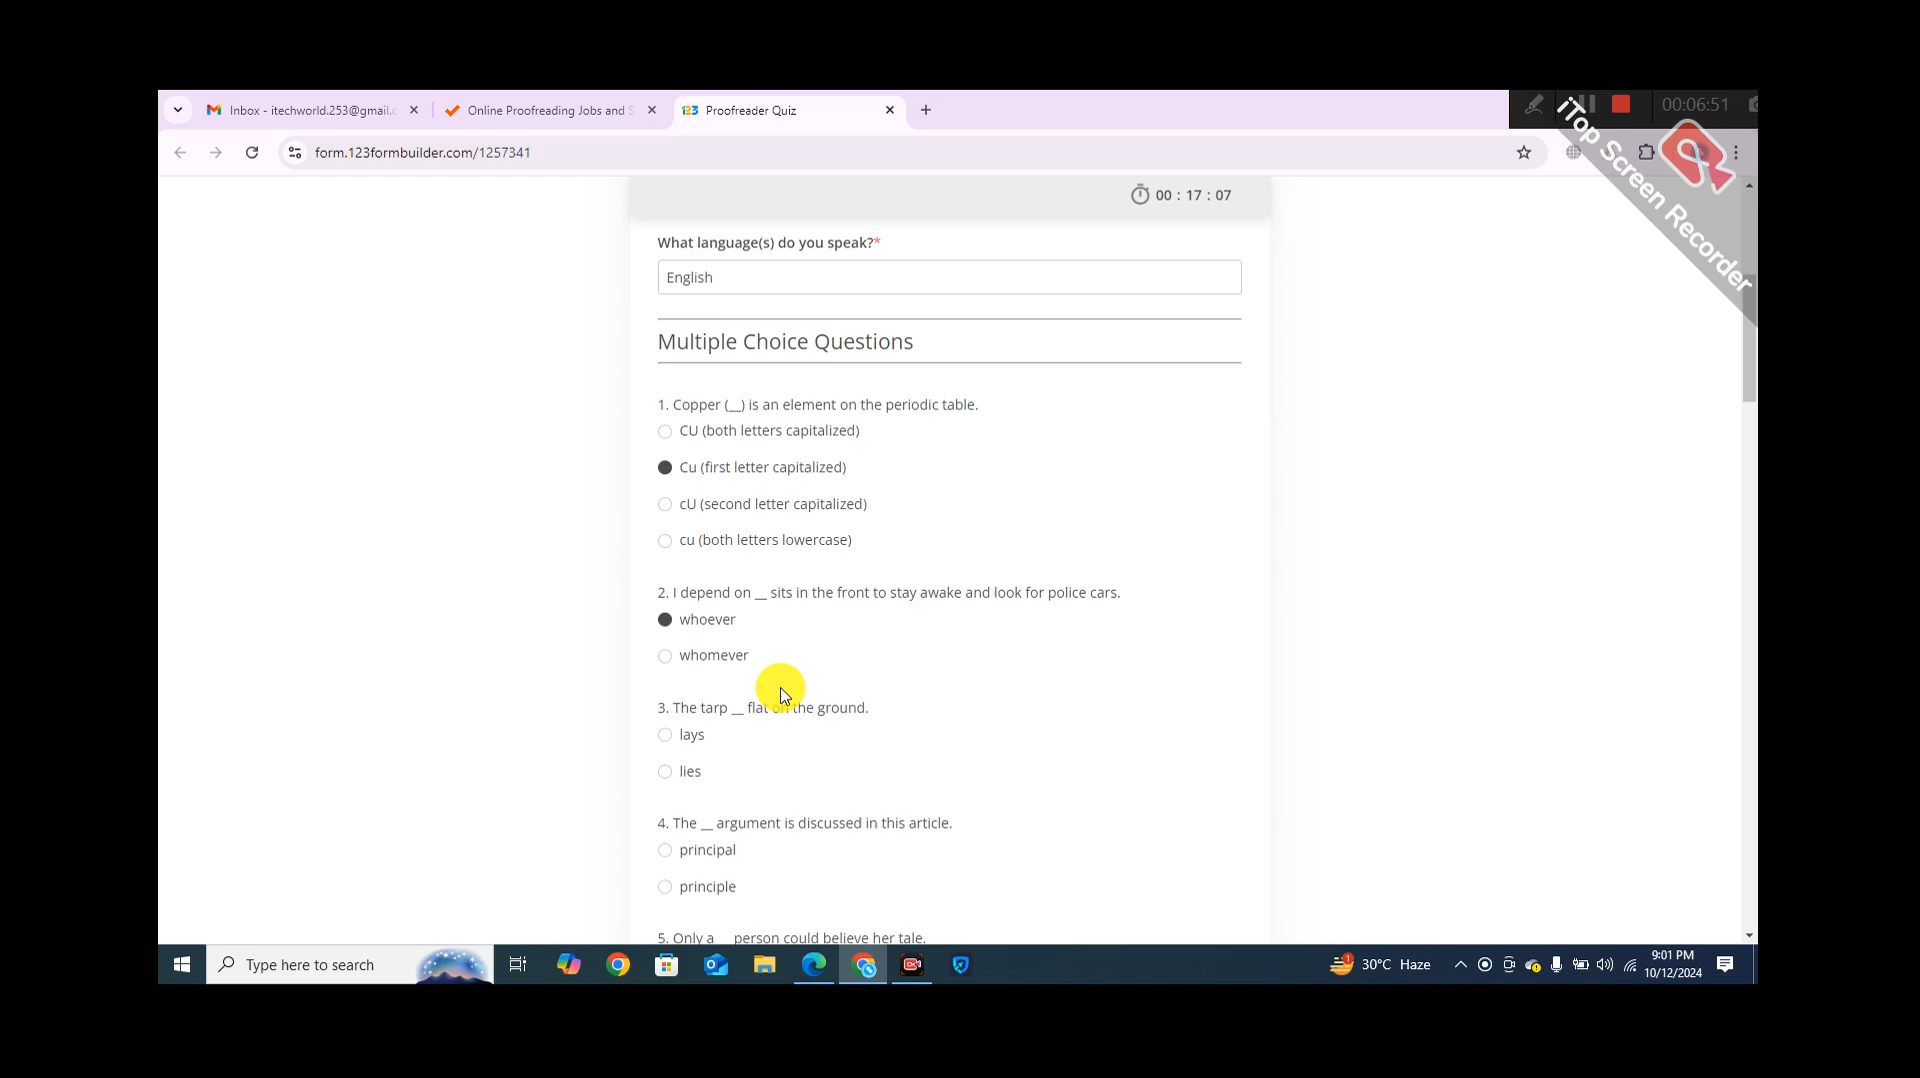 Inbox - itechworld.253@gmail.c
Online Proofreading Jobs and S
Proofreader Quiz
00:06:51
form.123formbuilder.com/1257341
iTop Screen Recorder
00 : 17 : 07
What language(s) do you speak?*
English
Multiple Choice Questions
1. Copper (__) is an element on the periodic table.
CU (both letters capitalized)
Cu (first letter capitalized)
cU (second letter capitalized)
cu (both letters lowercase)
2. I depend on __ sits in the front to stay awake and look for police cars.
whoever
whomever
3. The tarp __ flat on the ground.
lays
lies
4. The __ argument is discussed in this article.
principal
principle
5. Only a __ person could believe her tale.
Type here to search
30°C Haze
9:01 PM
10/12/2024